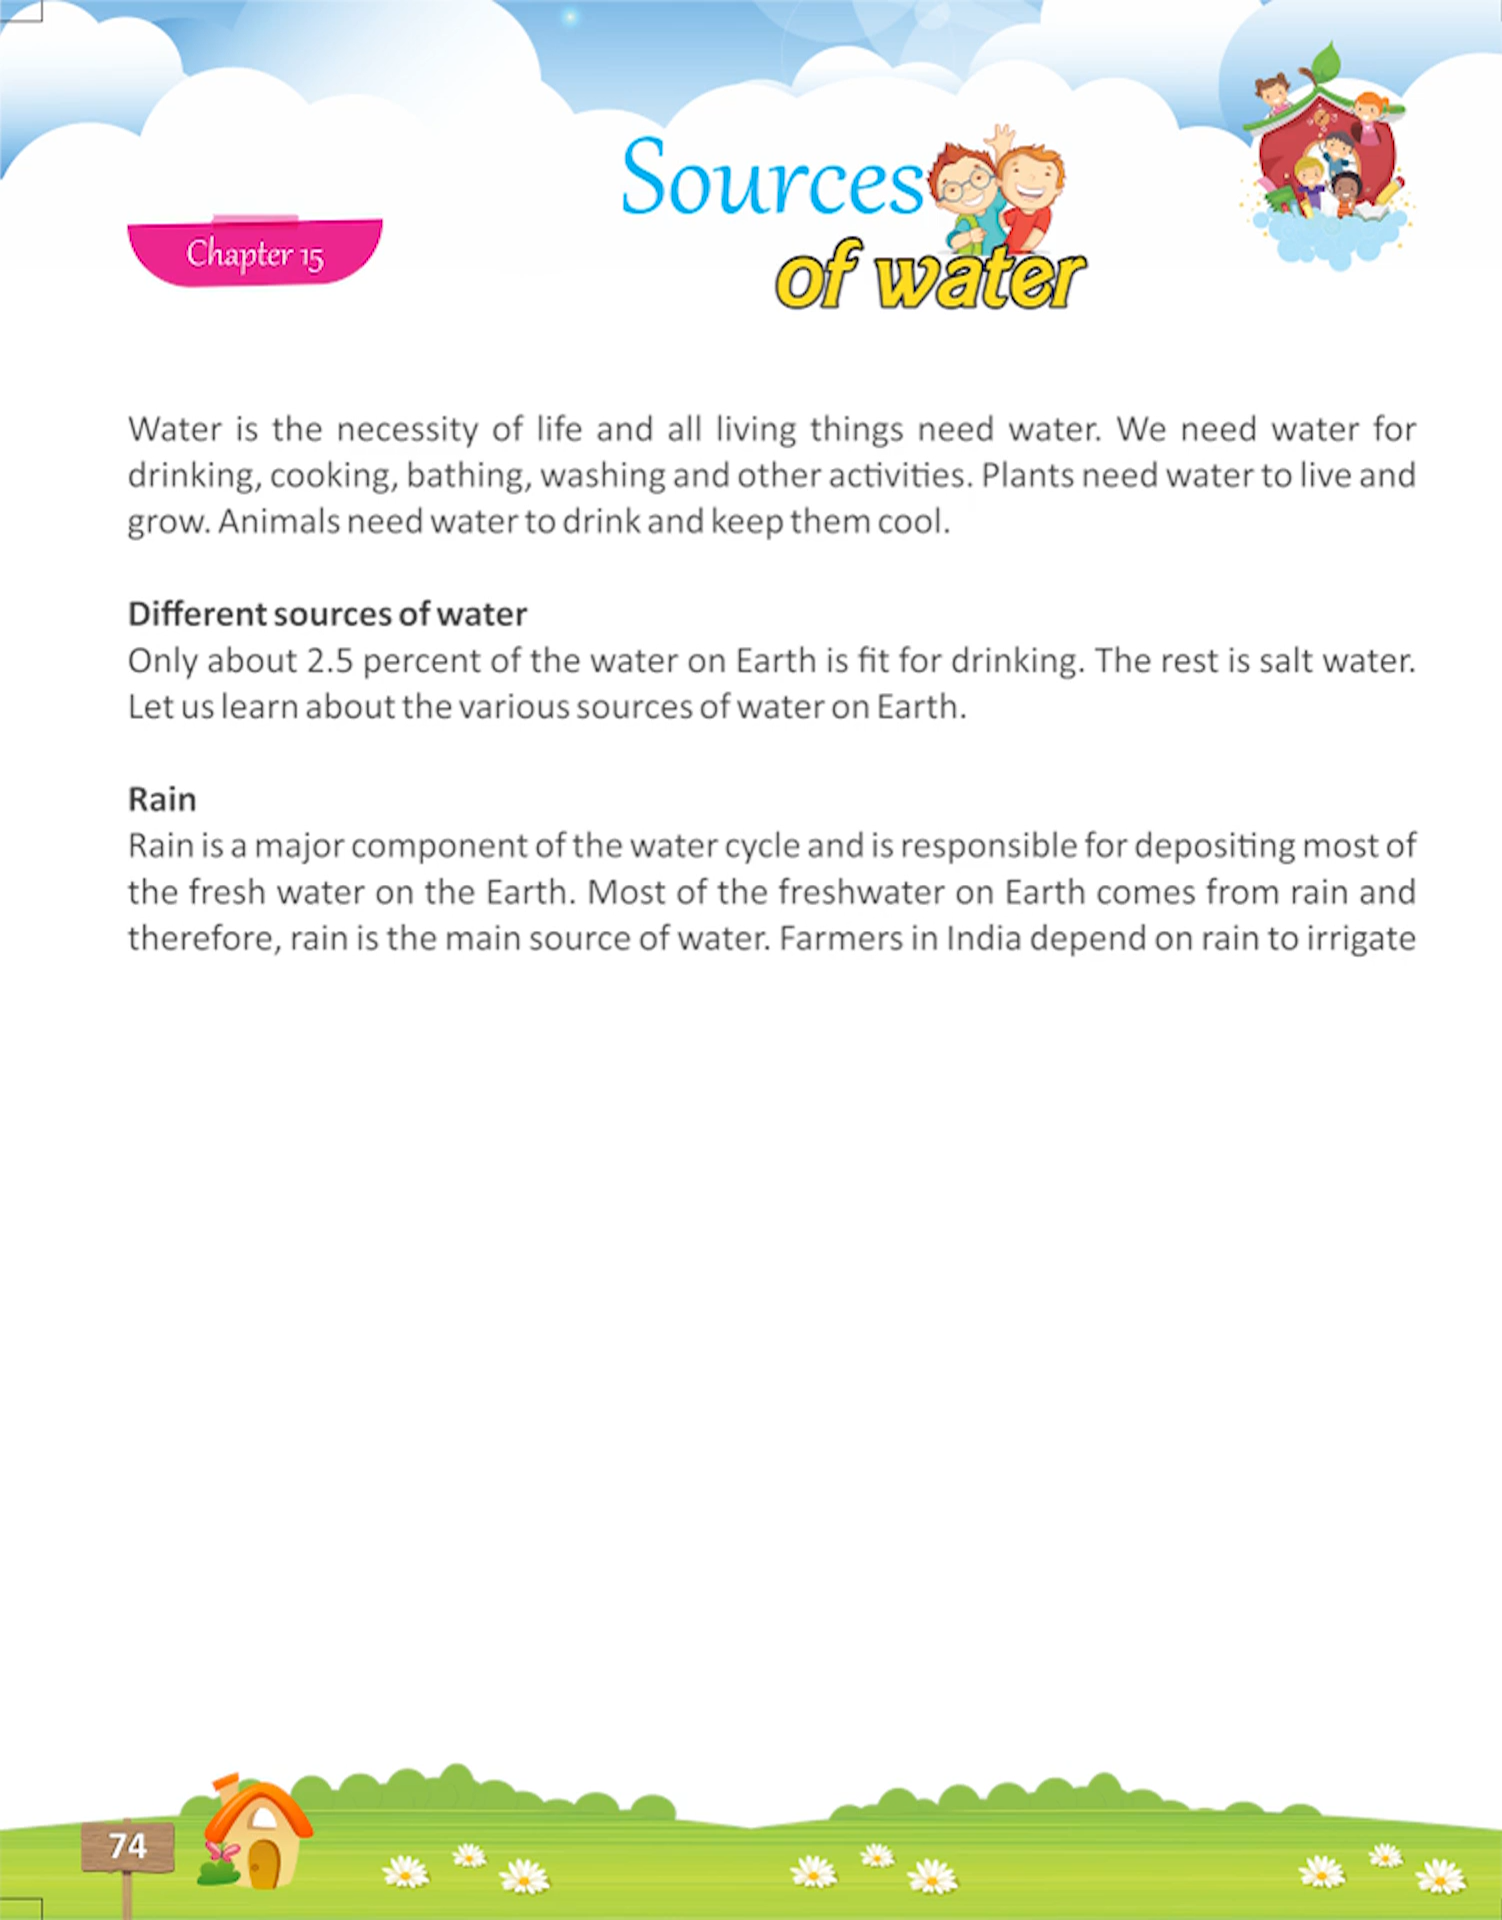 Chapter 15
Sources
of water
Water is the necessity of life and all living things need water. We need water for
drinking, cooking, bathing, washing and other activities. Plants need water to live and
grow. Animals need water to drink and keep them cool.
Different sources of water
Only about 2.5 percent of the water on Earth is fit for drinking. The rest is salt water.
Let us learn about the various sources of water on Earth.
Rain
Rain is a major component of the water cycle and is responsible for depositing most of
the fresh water on the Earth. Most of the freshwater on Earth comes from rain and
therefore, rain is the main source of water. Farmers in India depend on rain to irrigate
74